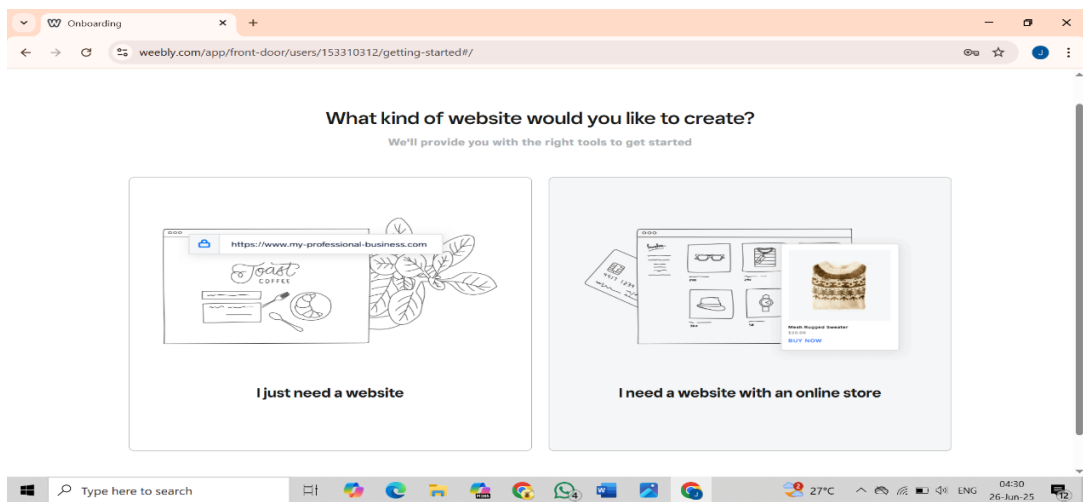 Onboarding
weebly.com/app/front-door/users/153310312/getting-started#/
J
What kind of website would you like to create?
We'll provide you with the right tools to get started
https://www.my-professional-business.com
Toast
COFFEE
Mesh Rugged Sweater
BUY NOW
I just need a website
I need a website with an online store
Type here to search
4
27°C
ENG
04:30
26-Jun-25
12